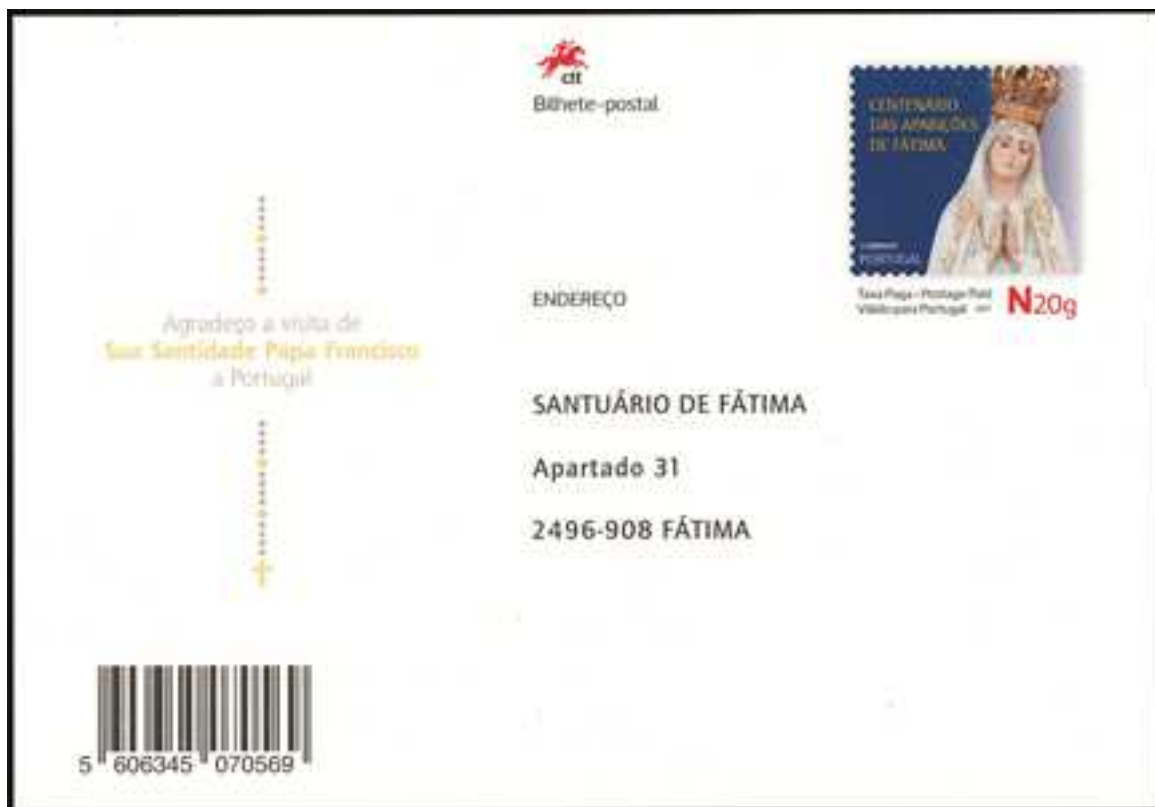 ctt
Bilhete-postal
CENTENÁRIO
DAS APARIÇÕES
DE FÁTIMA
PORTUGAL
Taxa Paga - Postage Paid
Válido para Portugal
N20g
ENDEREÇO
Agradeço a visita de
Sua Santidade Papa Francisco
a Portugal
SANTUÁRIO DE FÁTIMA
Apartado 31
2496-908 FÁTIMA
5 606345 070569